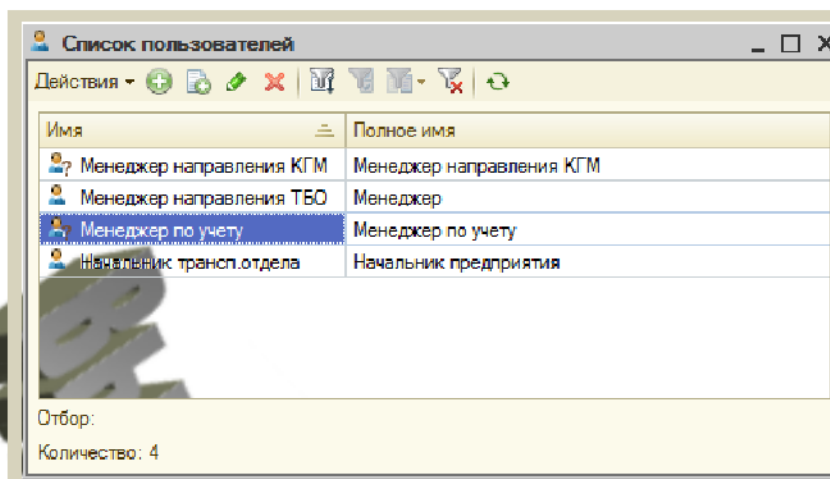 Список пользователей
Действия
Имя Полное имя
Менеджер направления КГМ Менеджер направления КГМ
Менеджер направления ТБО Менеджер
Менеджер по учету Менеджер по учету
Начальник трансп.отдела Начальник предприятия
Отбор:
Количество: 4